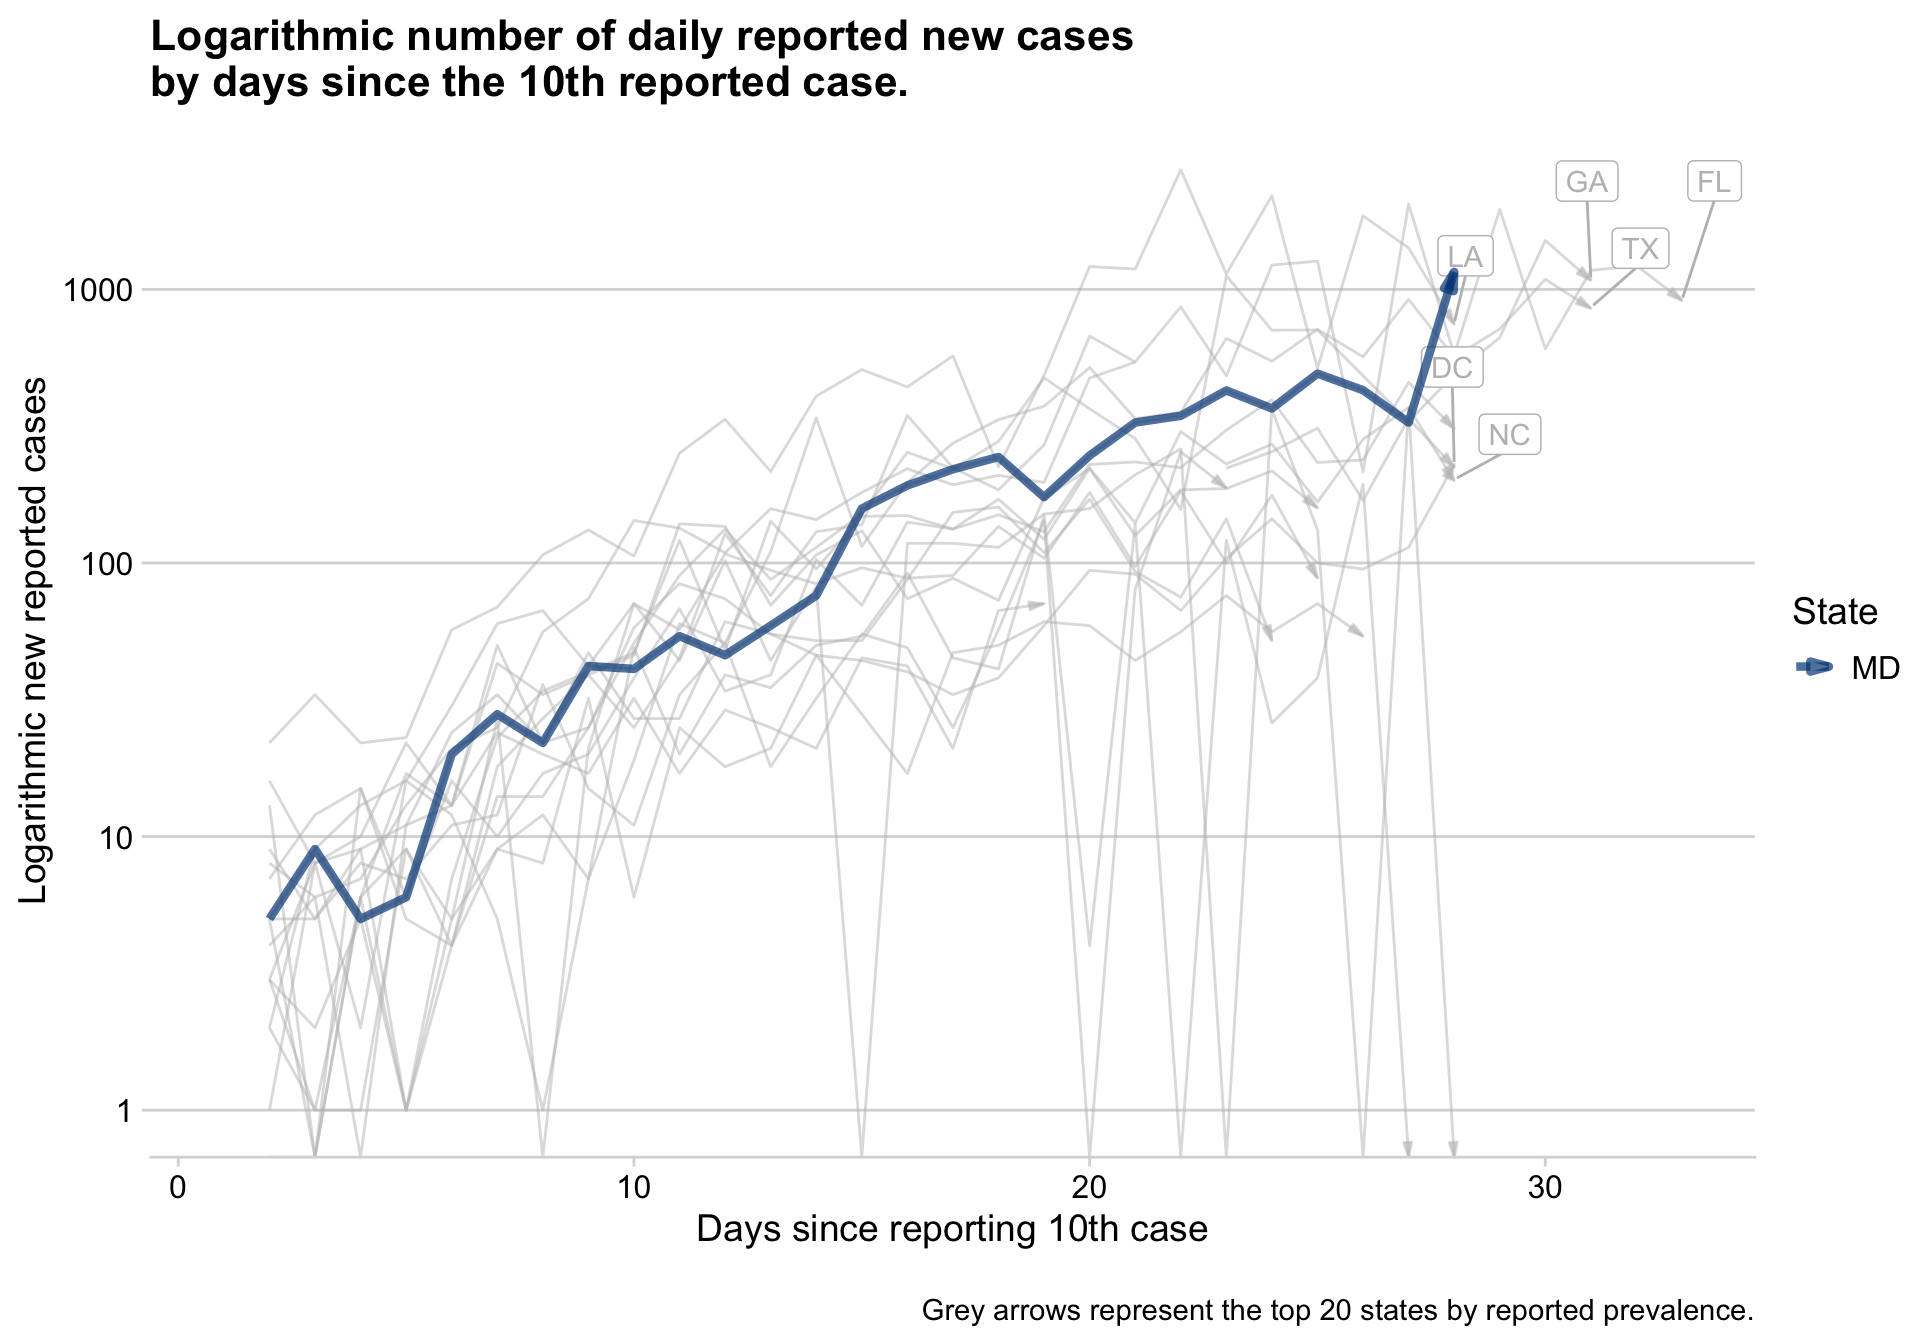 Logarithmic number of daily reported new cases
by days since the 10th reported case.
GA
FL
TX
LA
DC
NC
1000
100
10
1
Logarithmic new reported cases
0
10
20
30
Days since reporting 10th case
State
MD
Grey arrows represent the top 20 states by reported prevalence.